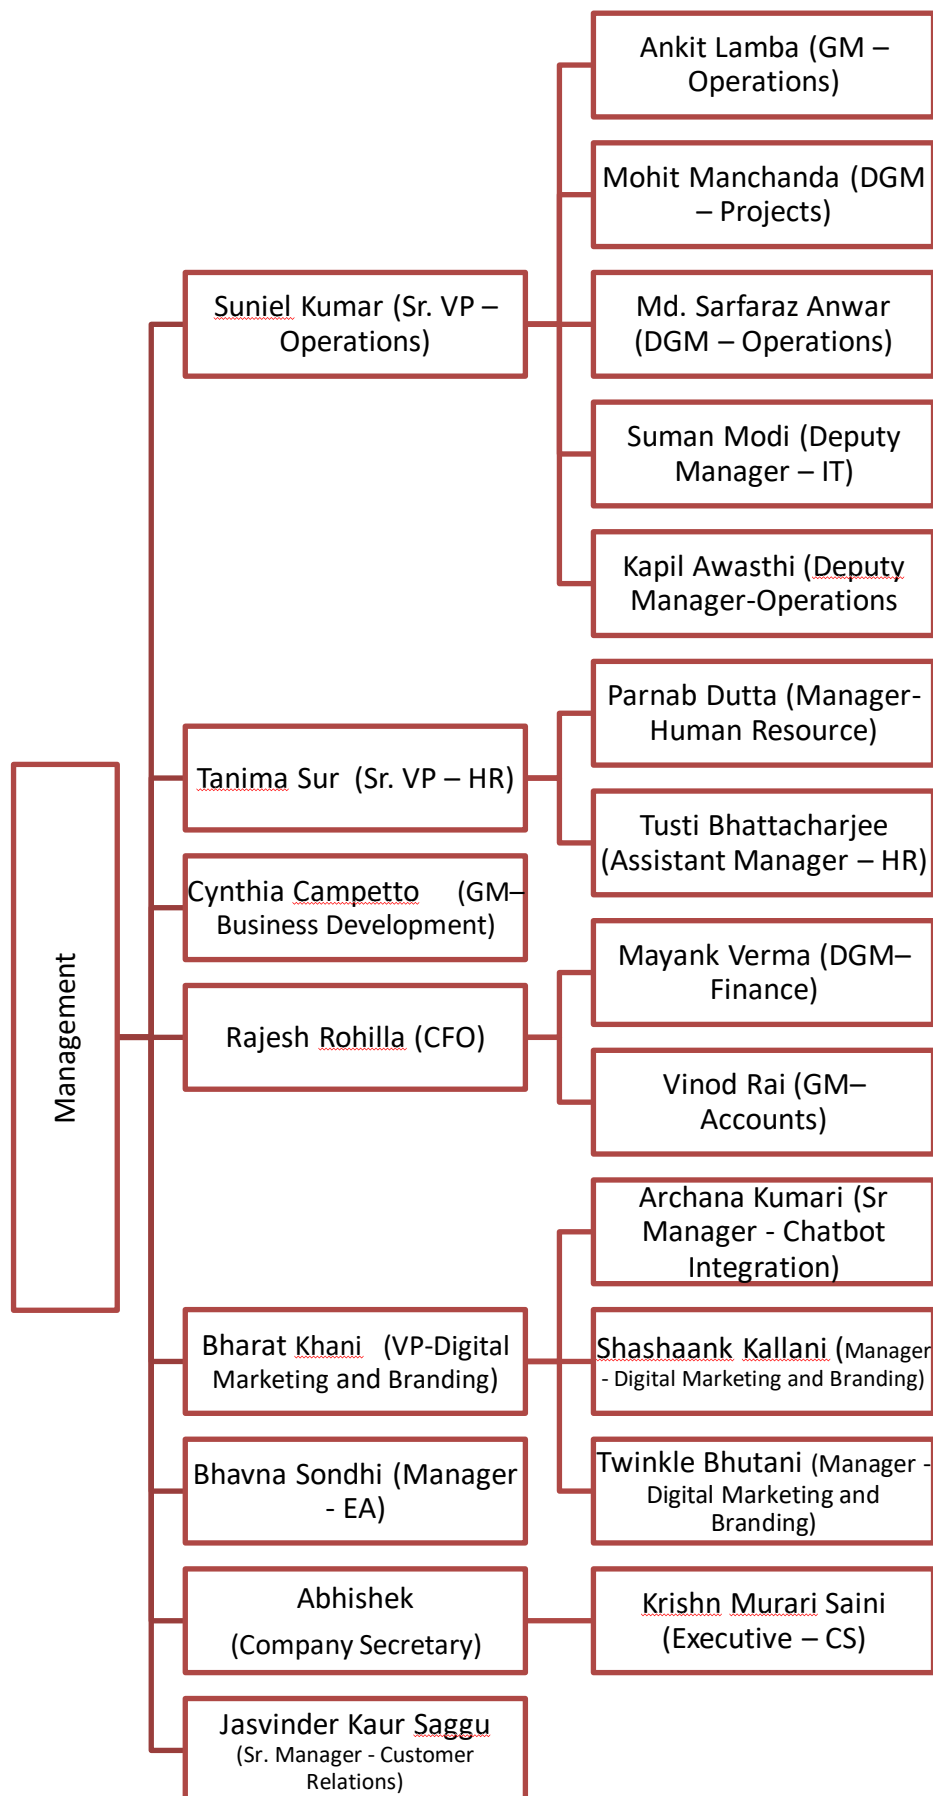 Management
Suniel Kumar (Sr. VP –
Operations)
Ankit Lamba (GM –
Operations)
Mohit Manchanda (DGM
– Projects)
Md. Sarfaraz Anwar
(DGM – Operations)
Suman Modi (Deputy
Manager – IT)
Kapil Awasthi (Deputy
Manager-Operations
Tanima Sur  (Sr. VP – HR)
Parnab Dutta (Manager-
Human Resource)
Tusti Bhattacharjee
(Assistant Manager – HR)
Cynthia Campetto    (GM–
Business Development)
Rajesh Rohilla (CFO)
Mayank Verma (DGM–
Finance)
Vinod Rai (GM–
Accounts)
Bharat Khani   (VP-Digital
Marketing and Branding)
Archana Kumari (Sr
Manager - Chatbot
Integration)
Shashaank Kallani (Manager
- Digital Marketing and Branding)
Twinkle Bhutani (Manager -
Digital Marketing and
Branding)
Bhavna Sondhi (Manager
- EA)
Abhishek
(Company Secretary)
Krishn Murari Saini
(Executive – CS)
Jasvinder Kaur Saggu
(Sr. Manager - Customer
Relations)